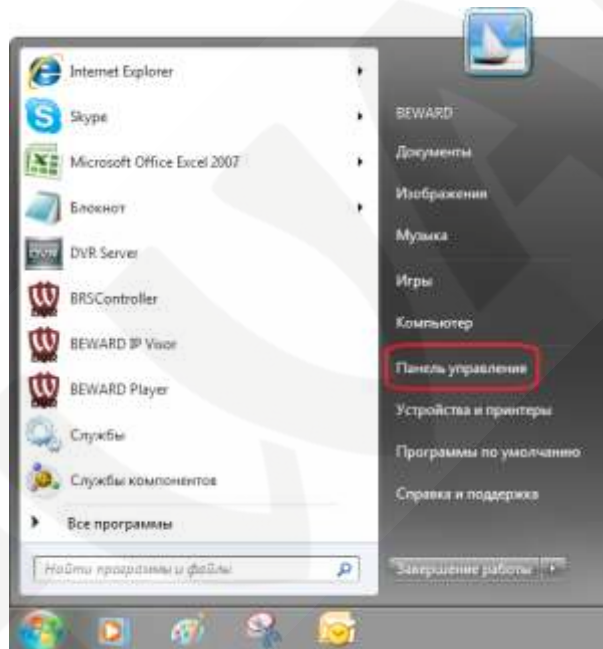 Internet Explorer
Skype
Microsoft Office Excel 2007
Блокнот
DVR Server
BRSController
BEWARD IP Visor
BEWARD Player
Службы
Службы компонентов
Все программы
Найти программы и файлы
BEWARD
Документы
Изображения
Музыка
Игры
Компьютер
Панель управления
Устройства и принтеры
Программы по умолчанию
Справка и поддержка
Завершение работы